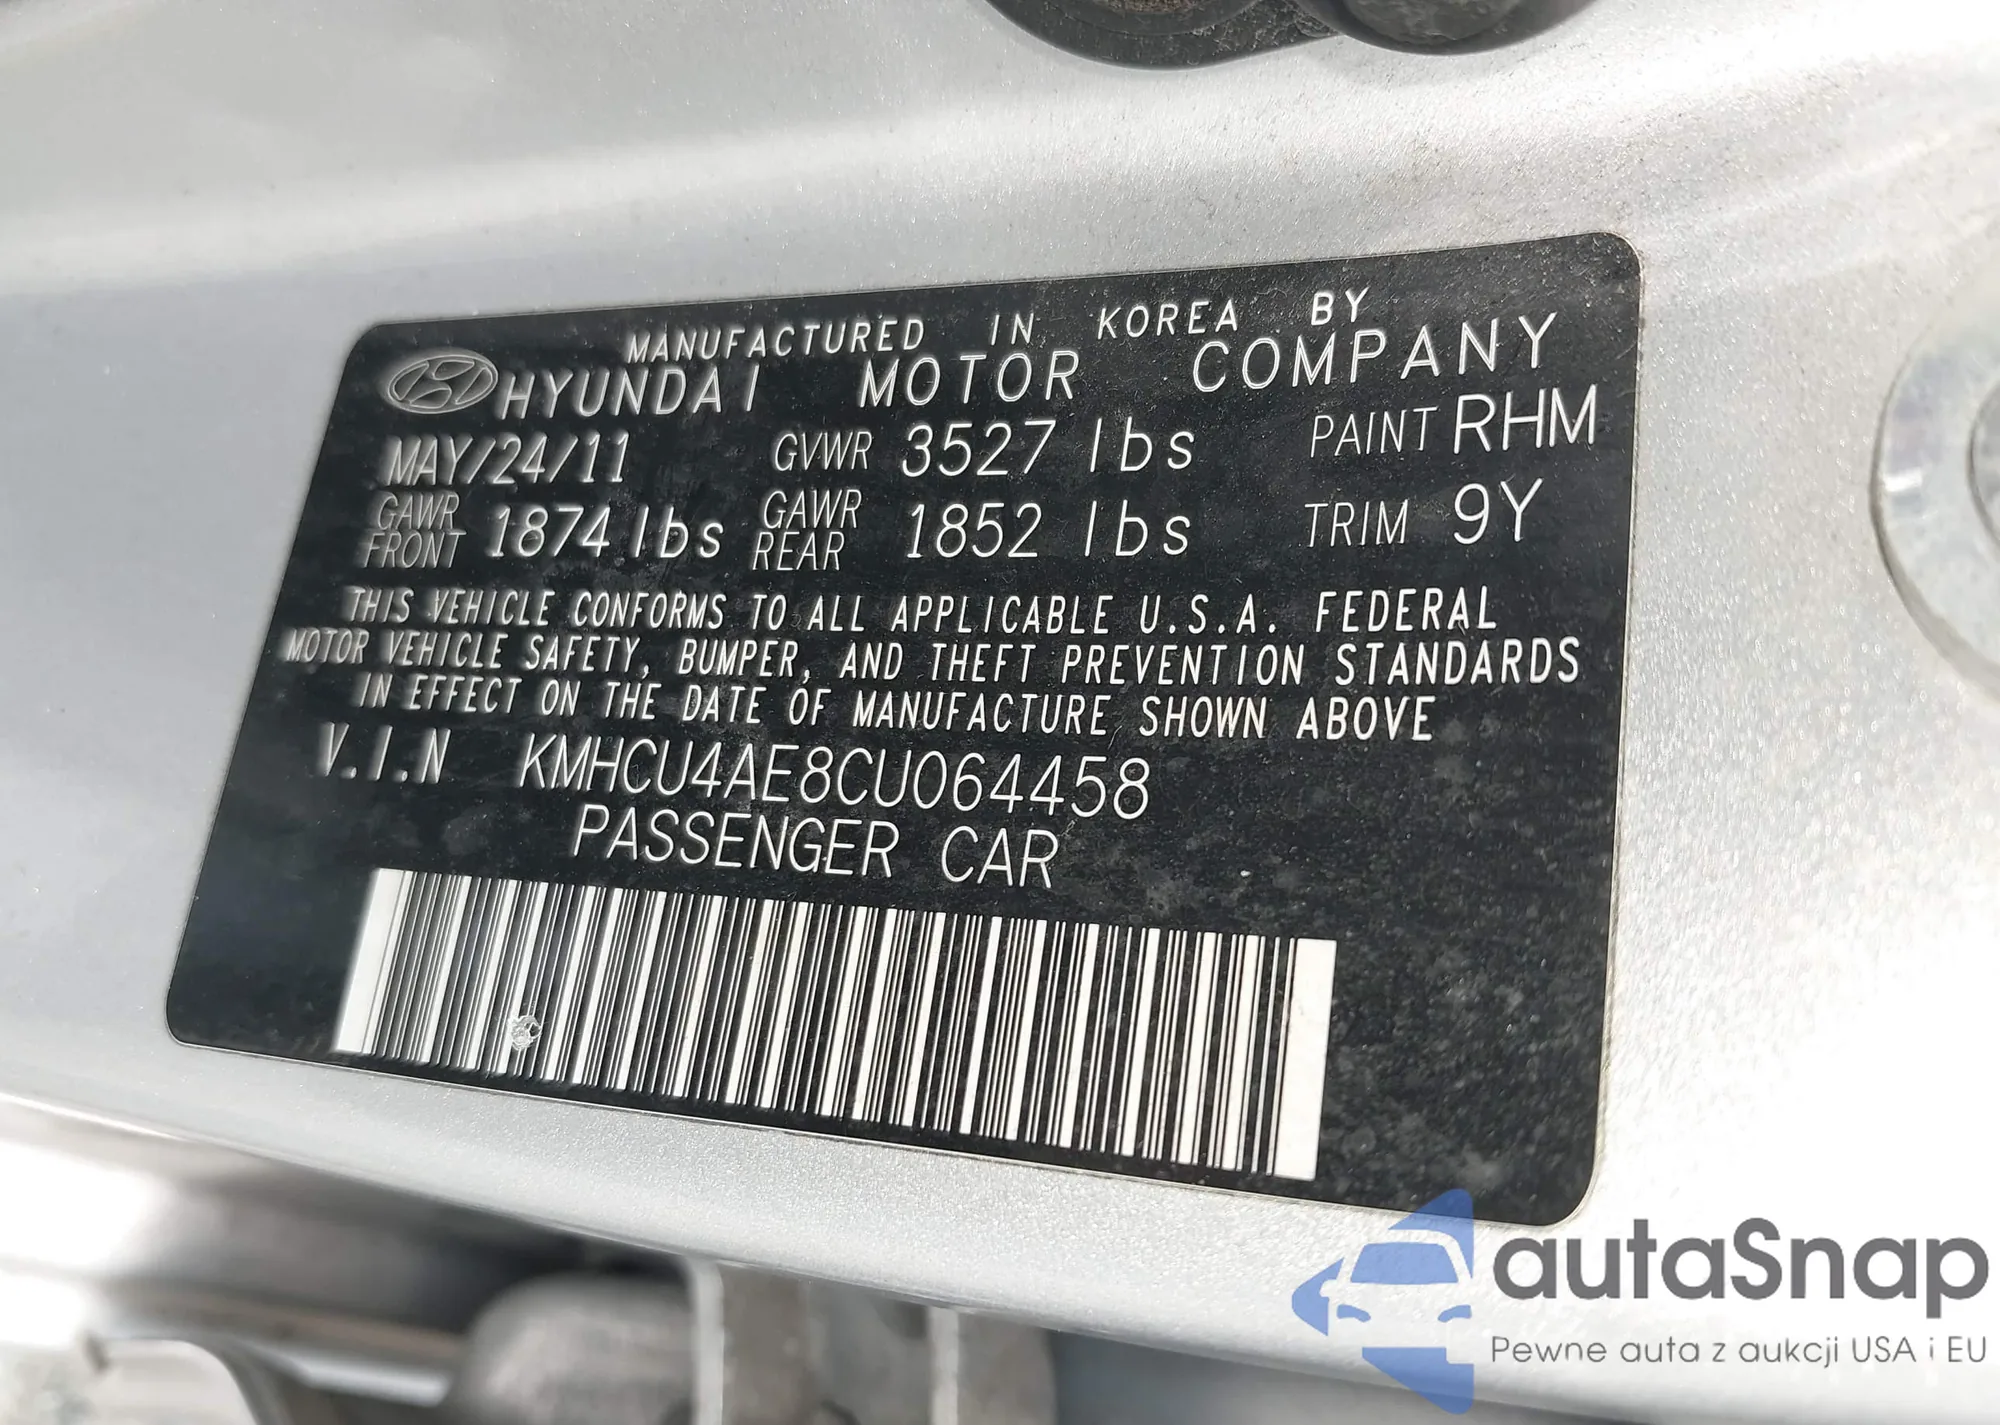 MANUFACTURED IN KOREA BY
HYUNDAI MOTOR COMPANY
MAY/24/11 GVWR 3527 lbs PAINT RHM
GAWR FRONT 1874 lbs GAWR REAR 1852 lbs TRIM 9Y
THIS VEHICLE CONFORMS TO ALL APPLICABLE U.S.A. FEDERAL
MOTOR VEHICLE SAFETY, BUMPER, AND THEFT PREVENTION STANDARDS
IN EFFECT ON THE DATE OF MANUFACTURE SHOWN ABOVE
V.I.N KMHCU4AE8CU064458
PASSENGER CAR
autaSnap
Pewne auta z aukcji USA i EU